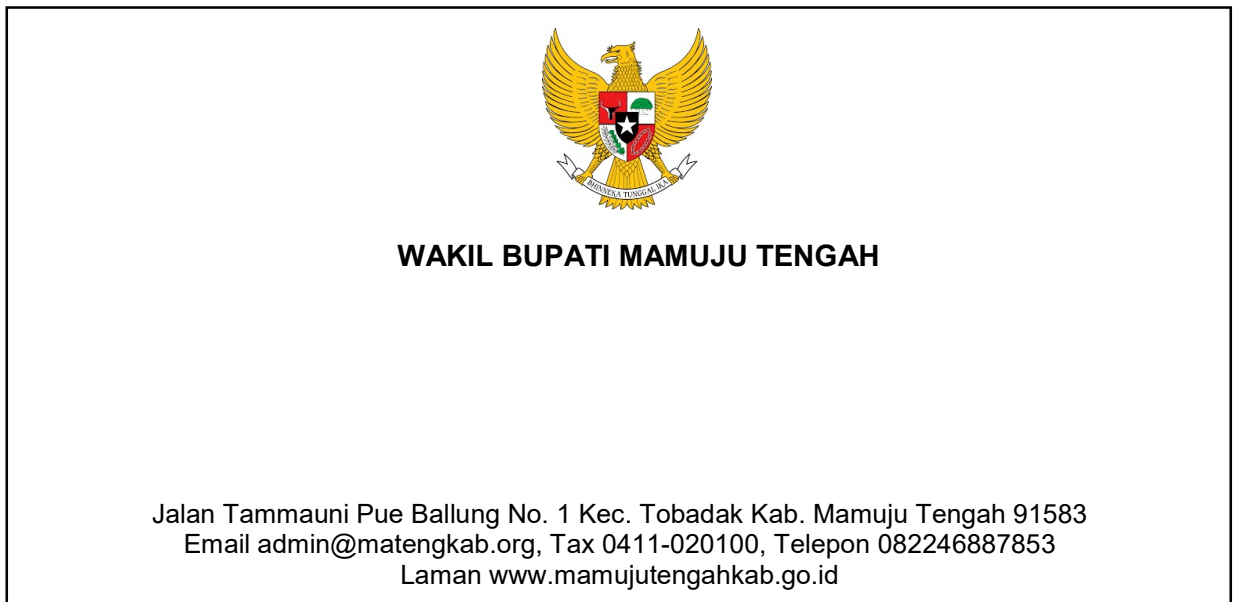 BHINNEKA TUNGGAL IKA
WAKIL BUPATI MAMUJU TENGAH
Jalan Tammauni Pue Ballung No. 1 Kec. Tobadak Kab. Mamuju Tengah 91583
Email admin@matengkab.org, Tax 0411-020100, Telepon 082246887853
Laman www.mamujutengahkab.go.id